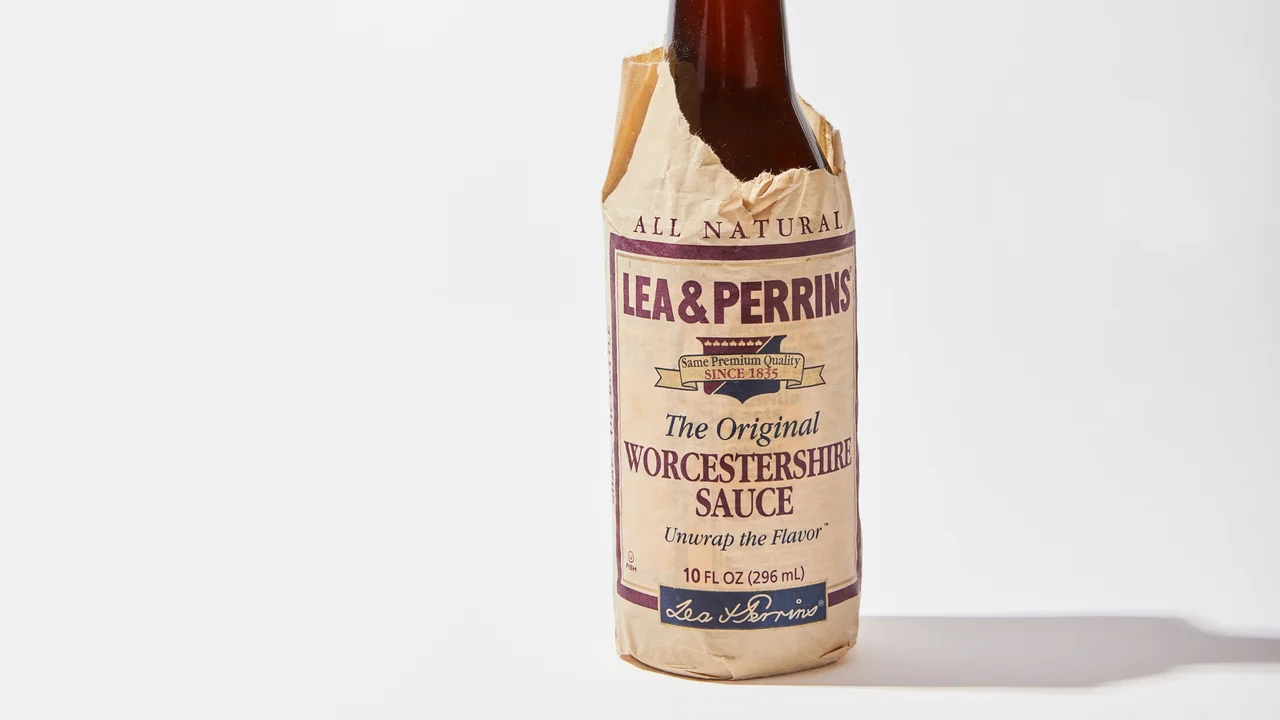 ALL NATURAL
LEA & PERRINS®
Same Premium Quality
SINCE 1835
The Original
WORCESTERSHIRE
SAUCE
Unwrap the Flavor™
FISH
10 FL OZ (296 mL)
Lea & Perrins®